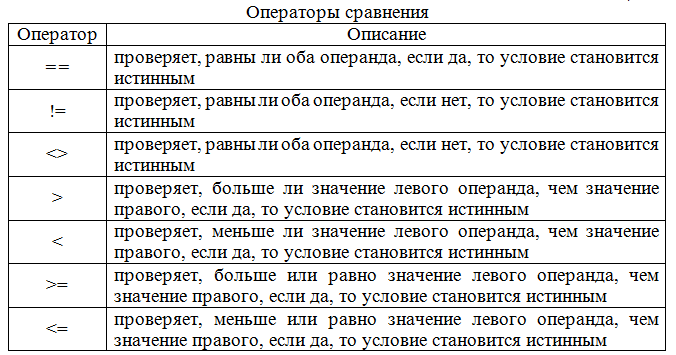 Операторы сравнения
Оператор Описание
== проверяет, равны ли оба операнда, если да, то условие становится
истинным
!= проверяет, равны ли оба операнда, если нет, то условие становится
истинным
<> проверяет, равны ли оба операнда, если нет, то условие становится
истинным
> проверяет, больше ли значение левого операнда, чем значение
правого, если да, то условие становится истинным
< проверяет, меньше ли значение левого операнда, чем значение
правого, если да, то условие становится истинным
>= проверяет, больше или равно значение левого операнда, чем
значение правого, если да, то условие становится истинным
<= проверяет, меньше или равно значение левого операнда, чем
значение правого, если да, то условие становится истинным